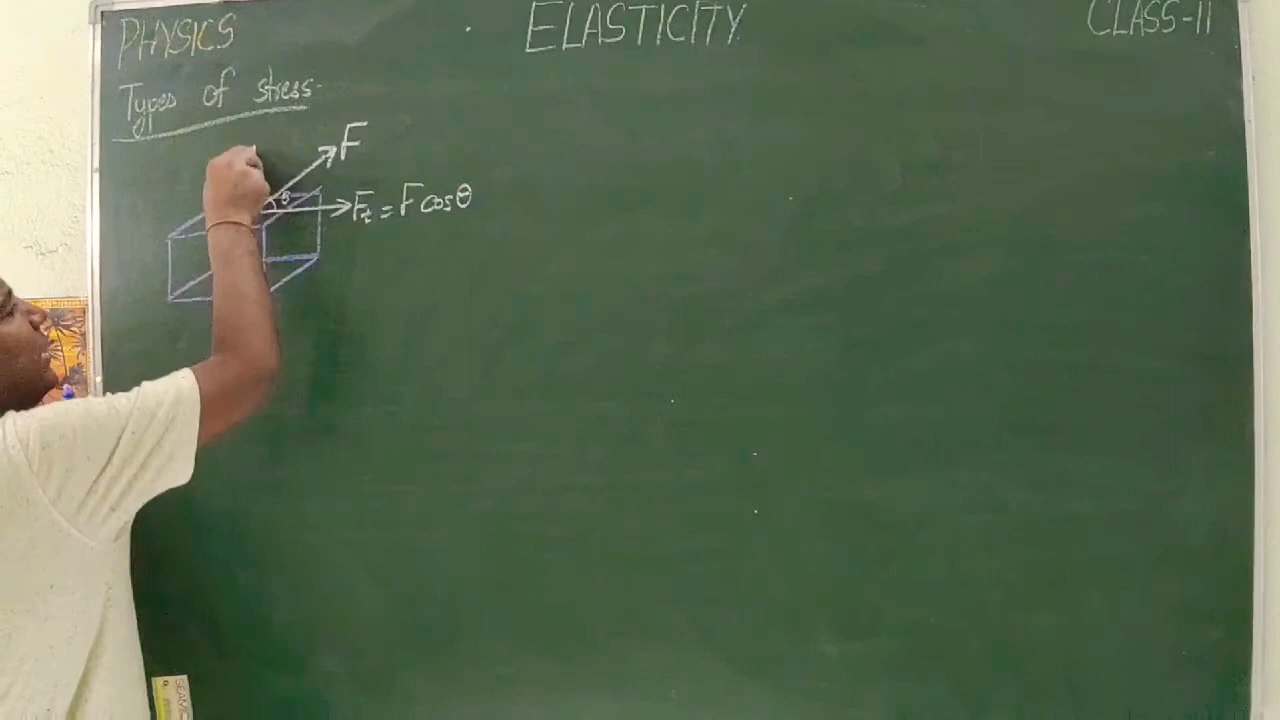 PHYSICS
ELASTICITY
CLASS-11
Types of stress
F
θ
Ft = F cosθ